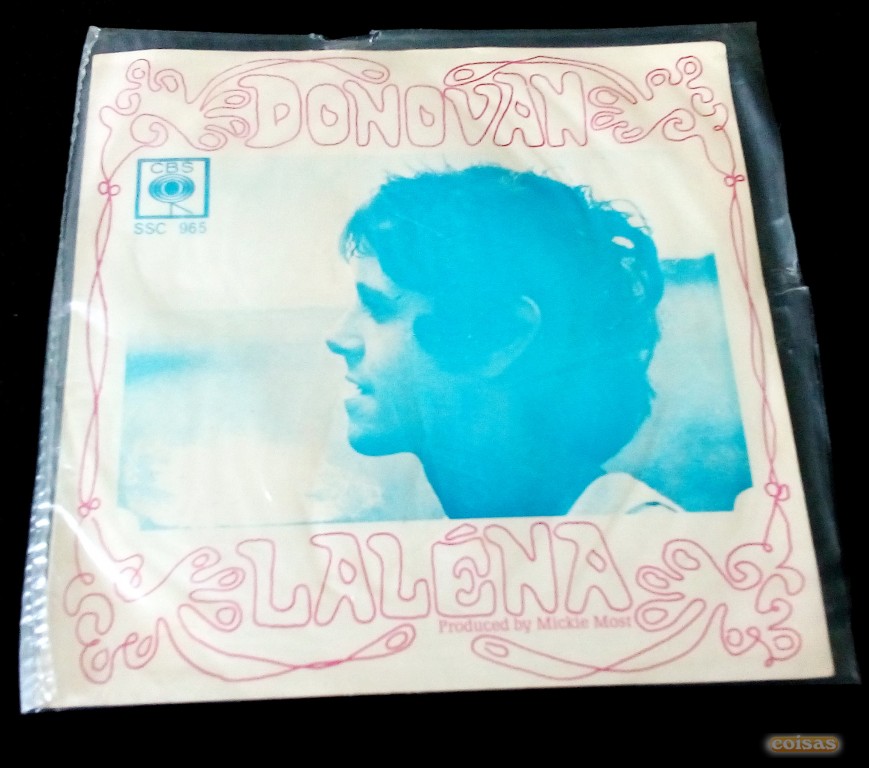 DONOVAN
CBS
SSC 965
LALÉNA
Produced by Mickie Most
coisas